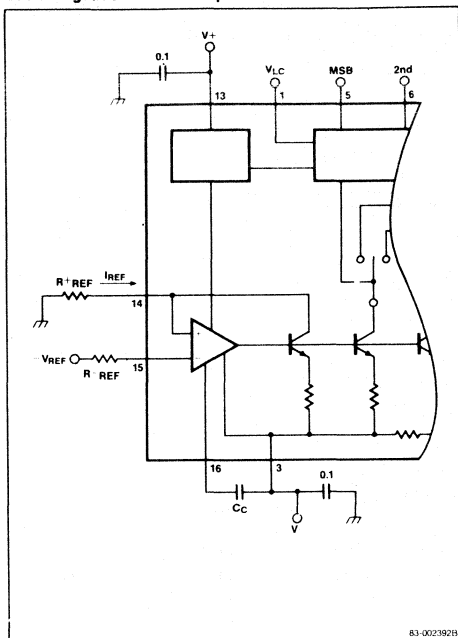 V+
0.1
VLC
MSB
2nd
13
1
5
6
R+REF
IREF
14
VREF
R-REF
15
16
3
CC
0.1
V
83-002392B